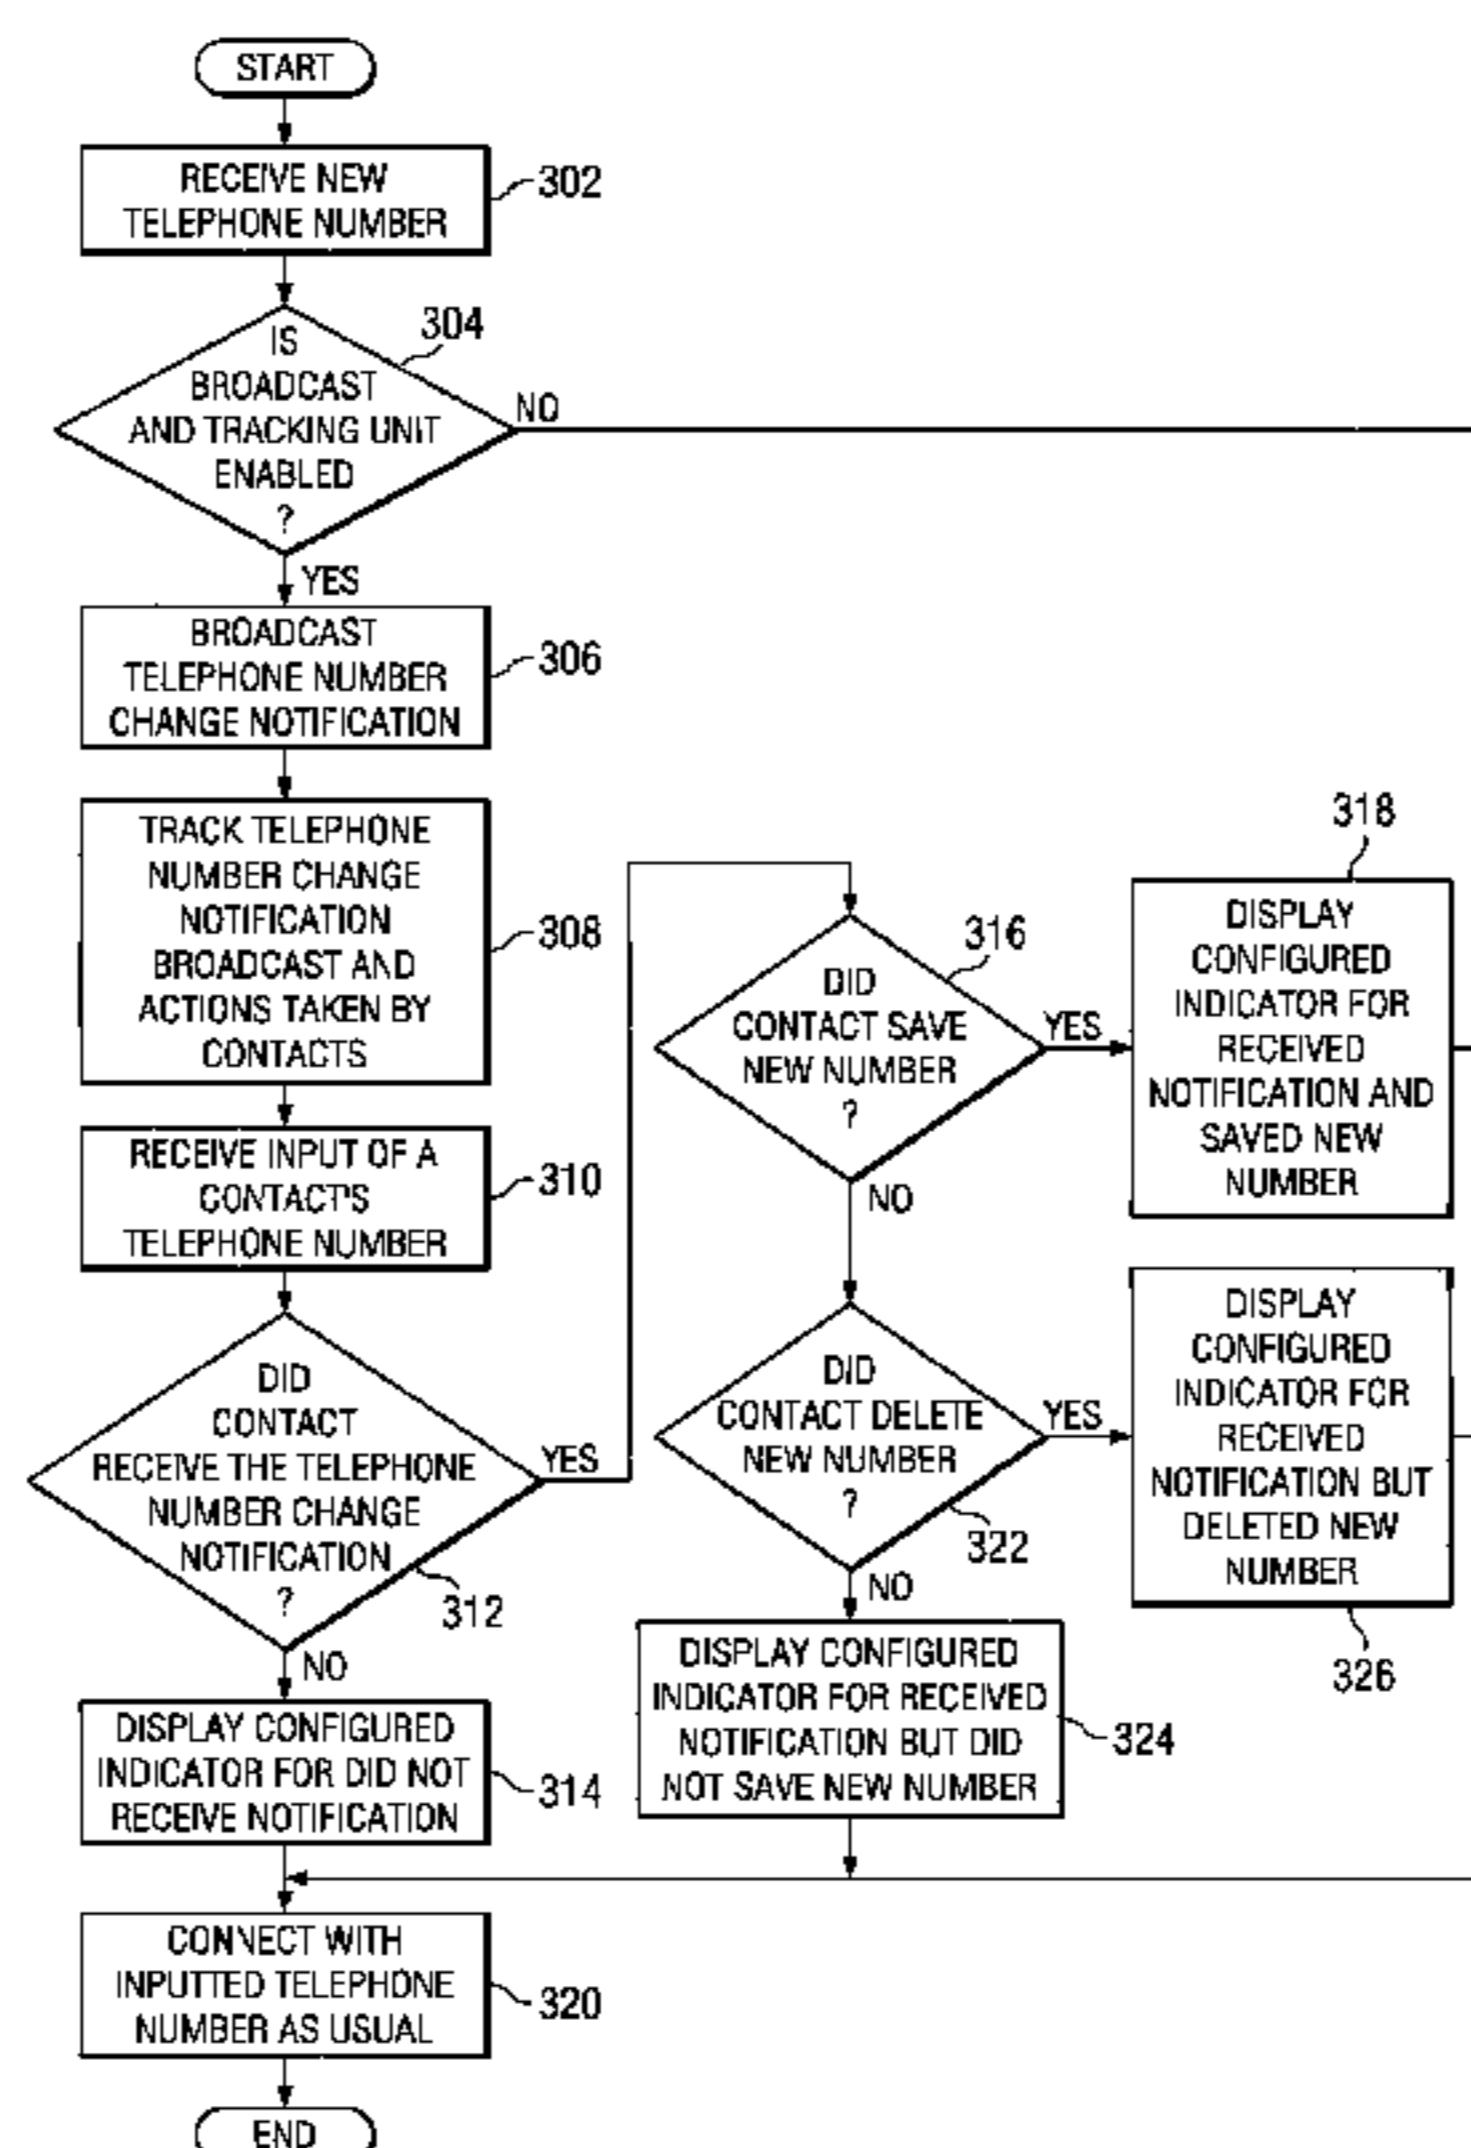 START
RECEIVE NEW
TELEPHONE NUMBER
302
IS
BROADCAST
AND TRACKING UNIT
ENABLED
?
304
NO
YES
BROADCAST
TELEPHONE NUMBER
CHANGE NOTIFICATION
306
TRACK TELEPHONE
NUMBER CHANGE
NOTIFICATION
BROADCAST AND
ACTIONS TAKEN BY
CONTACTS
308
RECEIVE INPUT OF A
CONTACT'S
TELEPHONE NUMBER
310
DID
CONTACT
RECEIVE THE TELEPHONE
NUMBER CHANGE
NOTIFICATION
?
312
YES
NO
DISPLAY CONFIGURED
INDICATOR FOR DID NOT
RECEIVE NOTIFICATION
314
DID
CONTACT SAVE
NEW NUMBER
?
316
YES
NO
318
DISPLAY
CONFIGURED
INDICATOR FOR
RECEIVED
NOTIFICATION AND
SAVED NEW
NUMBER
DID
CONTACT DELETE
NEW NUMBER
?
322
YES
NO
DISPLAY
CONFIGURED
INDICATOR FOR
RECEIVED
NOTIFICATION BUT
DELETED NEW
NUMBER
326
DISPLAY CONFIGURED
INDICATOR FOR RECEIVED
NOTIFICATION BUT DID
NOT SAVE NEW NUMBER
324
CONNECT WITH
INPUTTED TELEPHONE
NUMBER AS USUAL
320
END